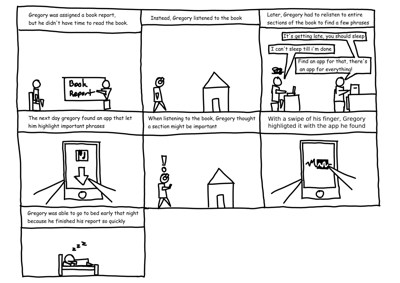 Gregory was assigned a book report,
but he didn't have time to read the book.
Book
Report
Instead, Gregory listened to the book
Later, Gregory had to relisten to entire
sections of the book to find a few phrases
It's getting late, you should sleep
I can't sleep till i'm done
Find an app for that, there's
an app for everything!
The next day gregory found an app that let
him highlight important phrases
When listening to the book, Gregory thought
a section might be important
With a swipe of his finger, Gregory
highligted it with the app he found
Gregory was able to go to bed early that night
because he finished his report so quickly
z z z